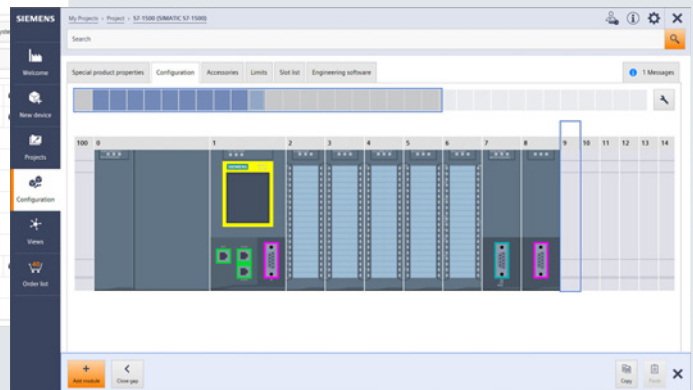 SIEMENS
My Projects › Project › S7-1500 (SIMATIC S7-1500)
Search
Welcome
New device
Projects
Configuration
Views
Order list
Special product properties
Configuration
Accessories
Limits
Slot list
Engineering software
1 Messages
100 0 1 2 3 4 5 6 7 8 9 10 11 12 13 14
SIEMENS
Add module
Close gap
Copy
Paste